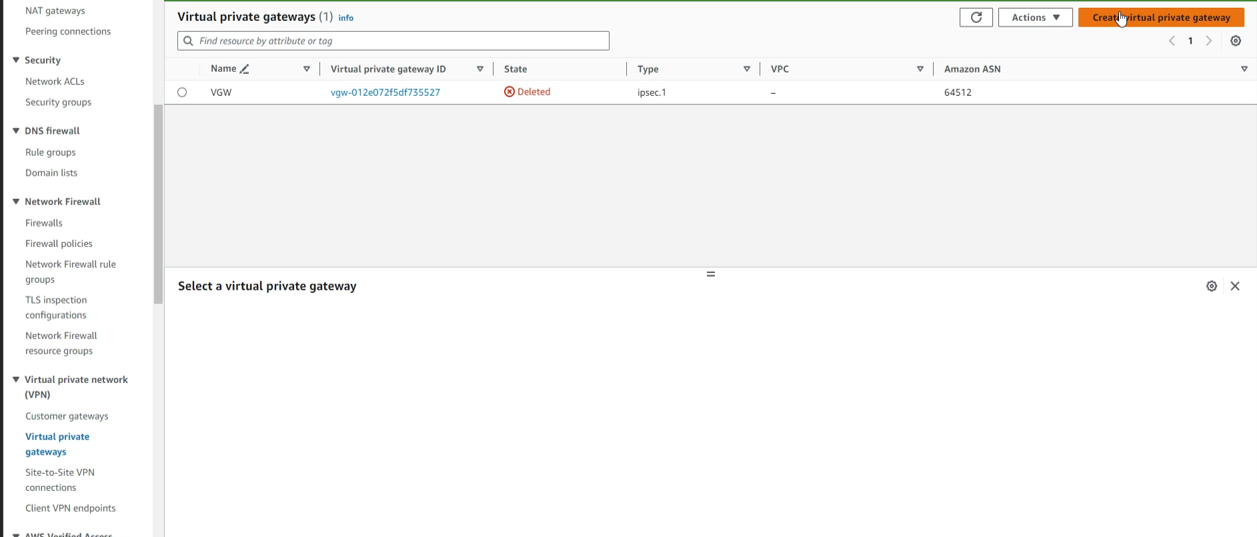 NAT gateways
Peering connections
Security
Network ACLs
Security groups
DNS firewall
Rule groups
Domain lists
Network Firewall
Firewalls
Firewall policies
Network Firewall rule
groups
TLS inspection
configurations
Network Firewall
resource groups
Virtual private network
(VPN)
Customer gateways
Virtual private
gateways
Site-to-Site VPN
connections
Client VPN endpoints
AWS Verified Access
Virtual private gateways (1) info
Actions
Create virtual private gateway
Find resource by attribute or tag
1
Name Virtual private gateway ID State Type VPC Amazon ASN
VGW vgw-012e072f5df735527 Deleted ipsec.1 – 64512
Select a virtual private gateway